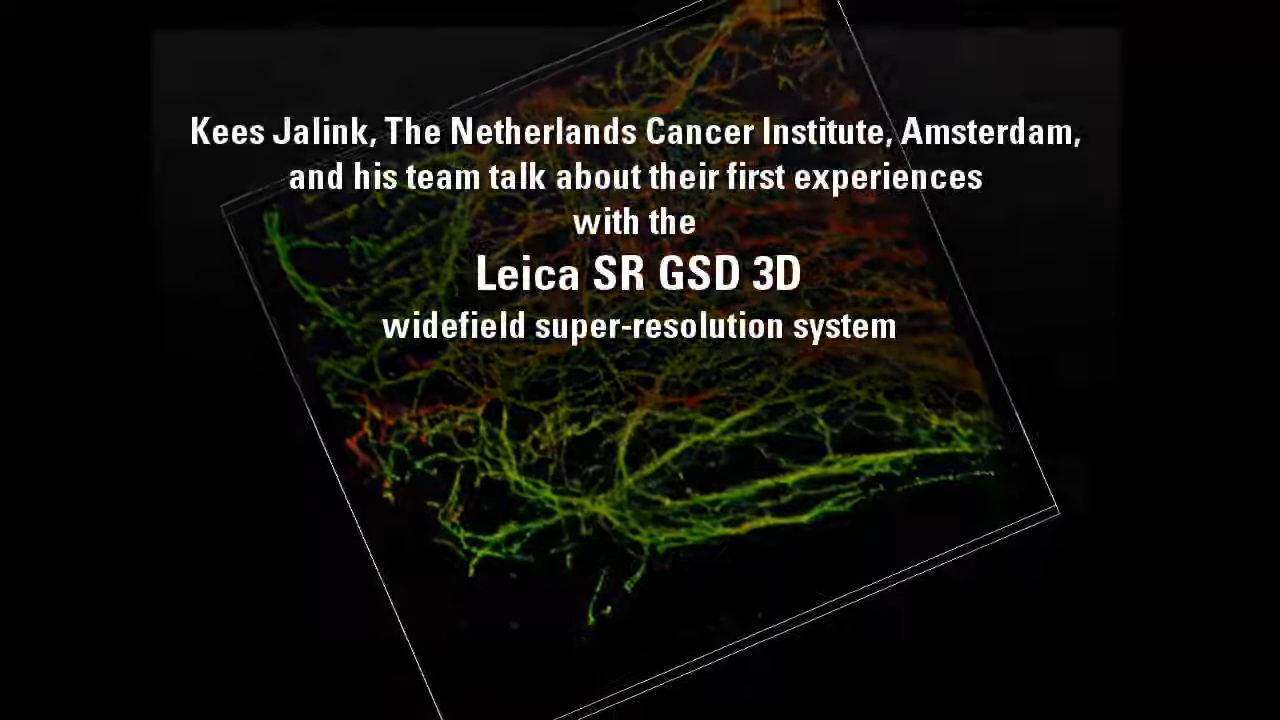 Kees Jalink, The Netherlands Cancer Institute, Amsterdam,
and his team talk about their first experiences
with the
Leica SR GSD 3D
widefield super-resolution system